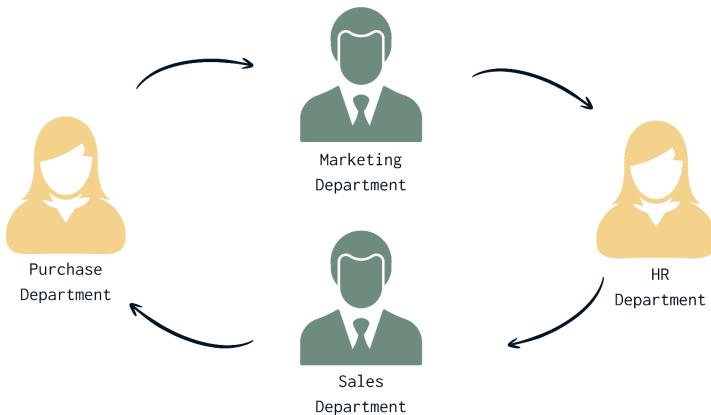 Marketing
Department
Purchase
Department
HR
Department
Sales
Department